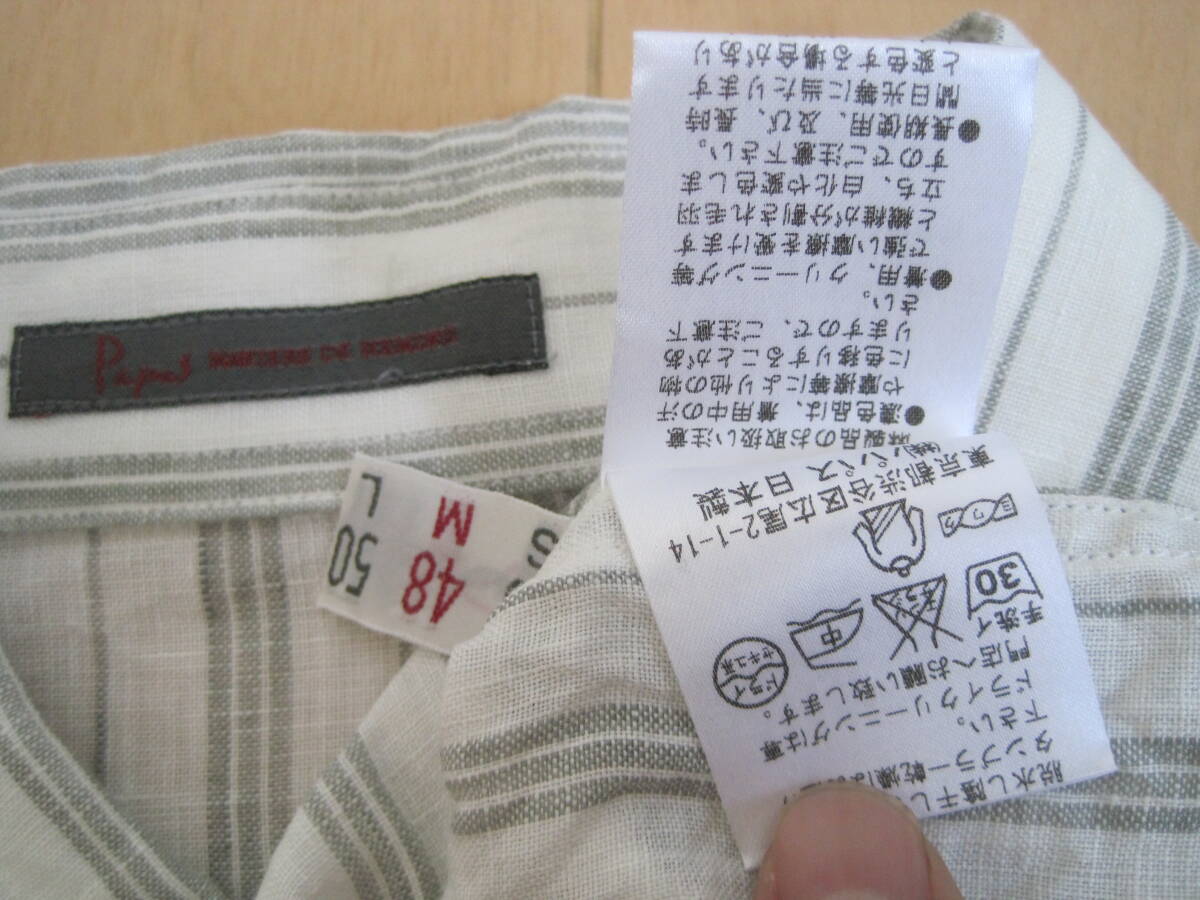 Papas
50
L
48
M
S
脱水し陰干し
タンブラー乾燥は
下さい。
ドライクリーニングは専
門店へお願い致します。
手洗イ
30
中
ドライ
セキユ系
東京都渋谷区広尾2-1-14
㈱パパス 日本製
麻製品のお取扱い注意
●濃色品は、着用中の汗
や摩擦等により他の物
に色移りすることがあ
りますので、ご注意下
さい。
●着用、クリーニング等
で強い摩擦を受けます
と繊維が分割され毛羽
立ち、白化や変色しま
すのでご注意下さい。
●長期使用、及び、長時
間日光等に当たります
と変色する場合があり